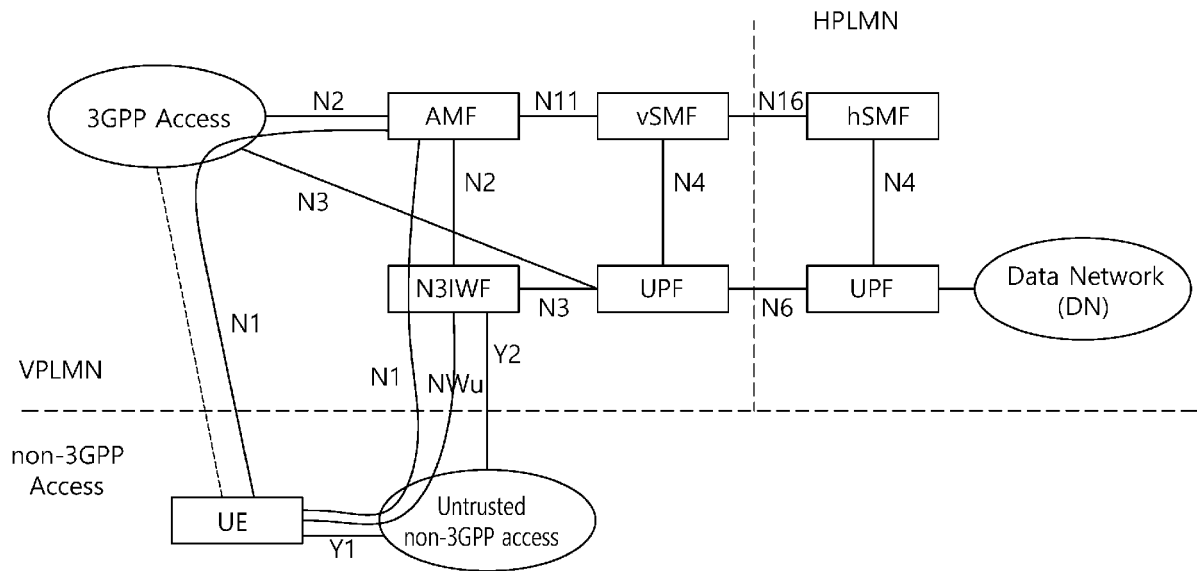 HPLMN
N2
N11
N16
3GPP Access
AMF
vSMF
hSMF
N2
N4
N4
N3
N3IWF
UPF
UPF
Data Network
(DN)
N3
N6
N1
Y2
VPLMN
N1
NWu
non-3GPP
Access
Untrusted
non-3GPP access
UE
Y1